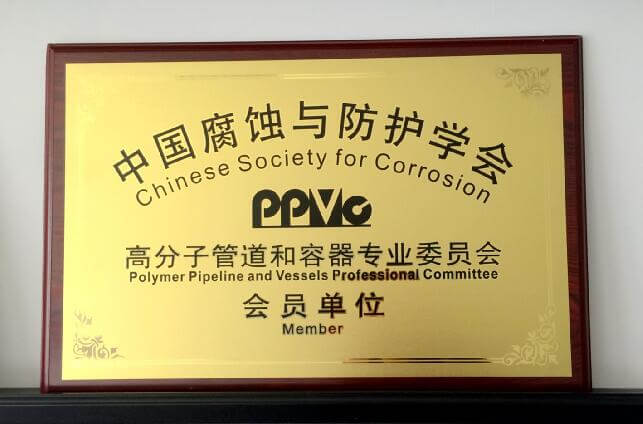 中国腐蚀与防护学会
Chinese Society for Corrosion
PPVC
高分子管道和容器专业委员会
Polymer Pipeline and Vessels Professional Committee
会员单位
Member